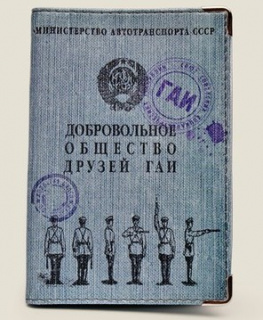 МИНИСТЕРСТВО АВТОТРАНСПОРТА СССР
ГАИ
ДОБРОВОЛЬНОЕ
ОБЩЕСТВО
ДРУЗЕЙ ГАИ